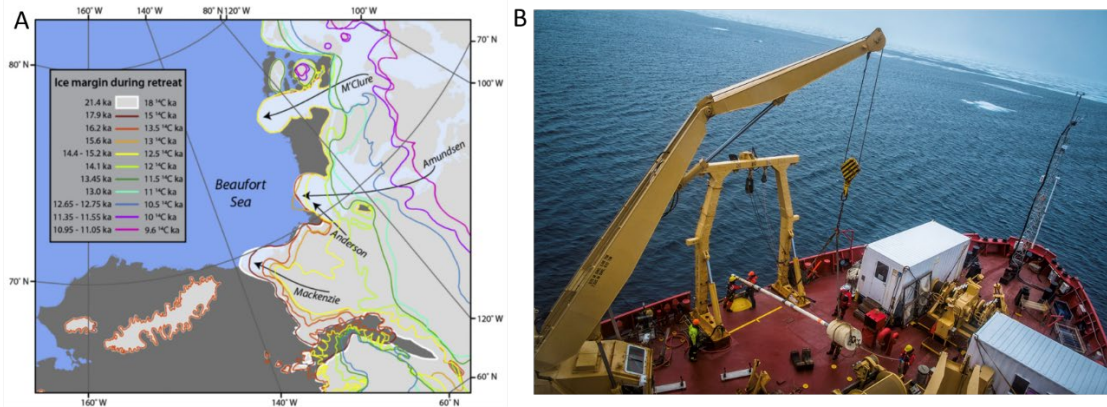 A
B
160° W
140° W
80° N
120° W
70° N
80° N
100° W
Ice margin during retreat
21.4 ka 18 ¹⁴C ka
17.9 ka 15 ¹⁴C ka
16.2 ka 13.5 ¹⁴C ka
15.6 ka 13 ¹⁴C ka
14.4 - 15.2 ka 12.5 ¹⁴C ka
14.1 ka 12 ¹⁴C ka
13.45 ka 11.5 ¹⁴C ka
13.0 ka 11 ¹⁴C ka
12.65 - 12.75 ka 10.5 ¹⁴C ka
11.35 - 11.55 ka 10 ¹⁴C ka
10.95 - 11.05 ka 9.6 ¹⁴C ka
M'Clure
Amundsen
Beaufort
Sea
Anderson
Mackenzie
70° N
120° W
60° N
160° W
140° W
60° N